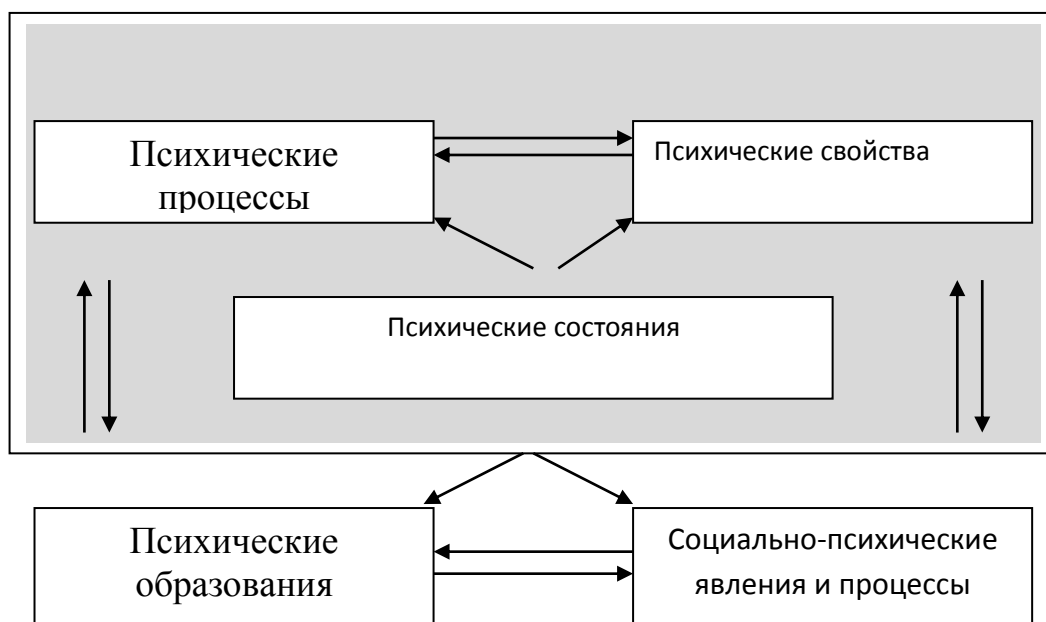 Психические
процессы
Психические свойства
Психические состояния
Психические
образования
Социально-психические
явления и процессы